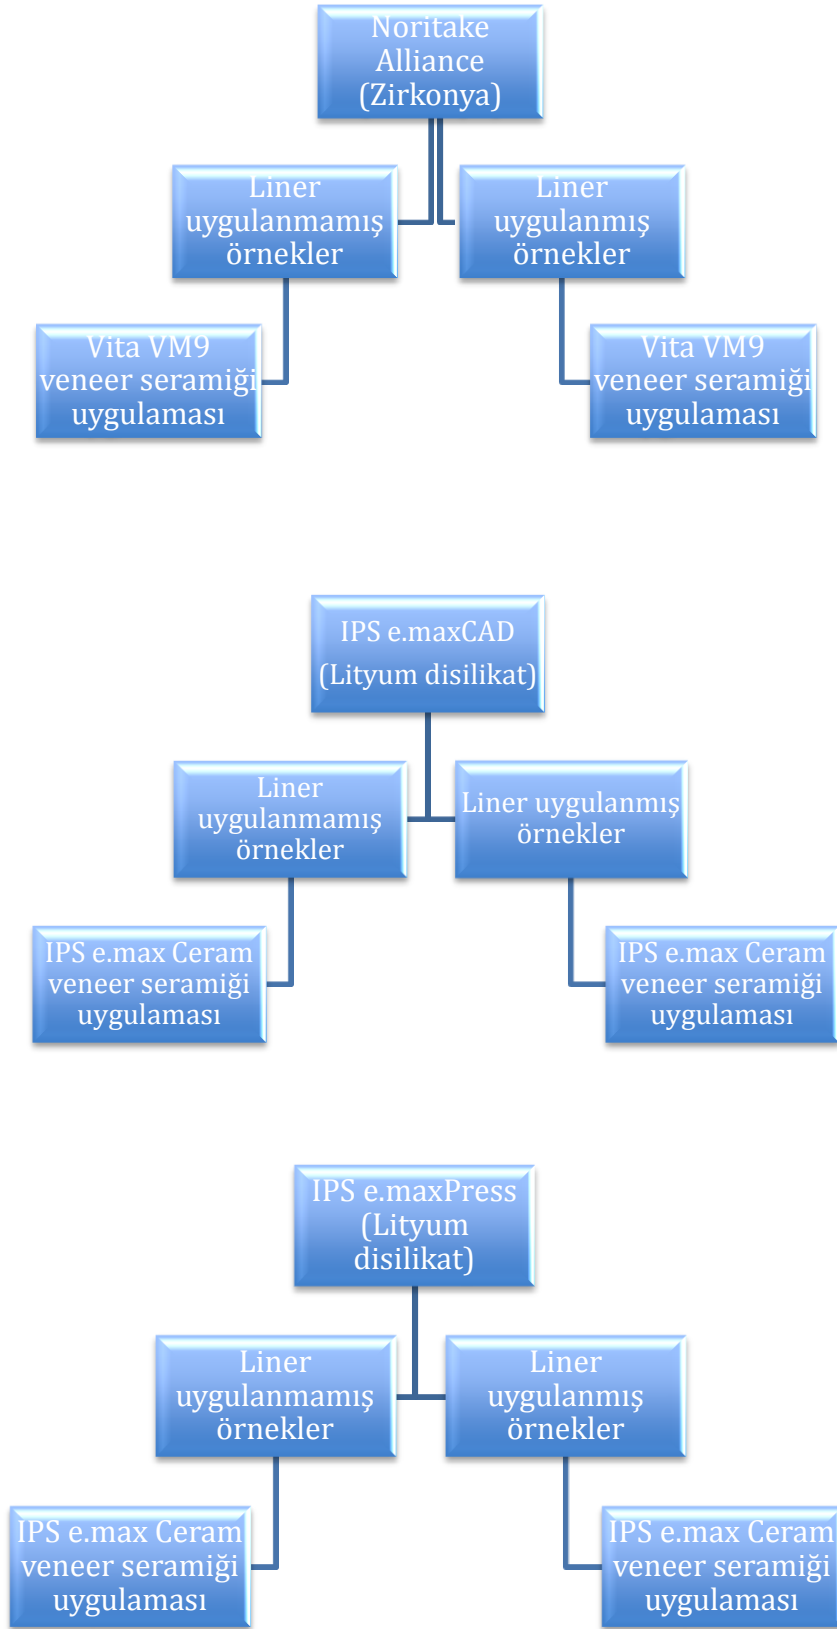 Noritake
Alliance
(Zirkonya)
Liner
uygulanmamış
örnekler
Liner
uygulanmış
örnekler
Vita VM9
veneer seramiği
uygulaması
Vita VM9
veneer seramiği
uygulaması
IPS e.maxCAD
(Lityum disilikat)
Liner
uygulanmamış
örnekler
Liner uygulanmış
örnekler
IPS e.max Ceram
veneer seramiği
uygulaması
IPS e.max Ceram
veneer seramiği
uygulaması
IPS e.maxPress
(Lityum
disilikat)
Liner
uygulanmamış
örnekler
Liner
uygulanmış
örnekler
IPS e.max Ceram
veneer seramiği
uygulaması
IPS e.max Ceram
veneer seramiği
uygulaması